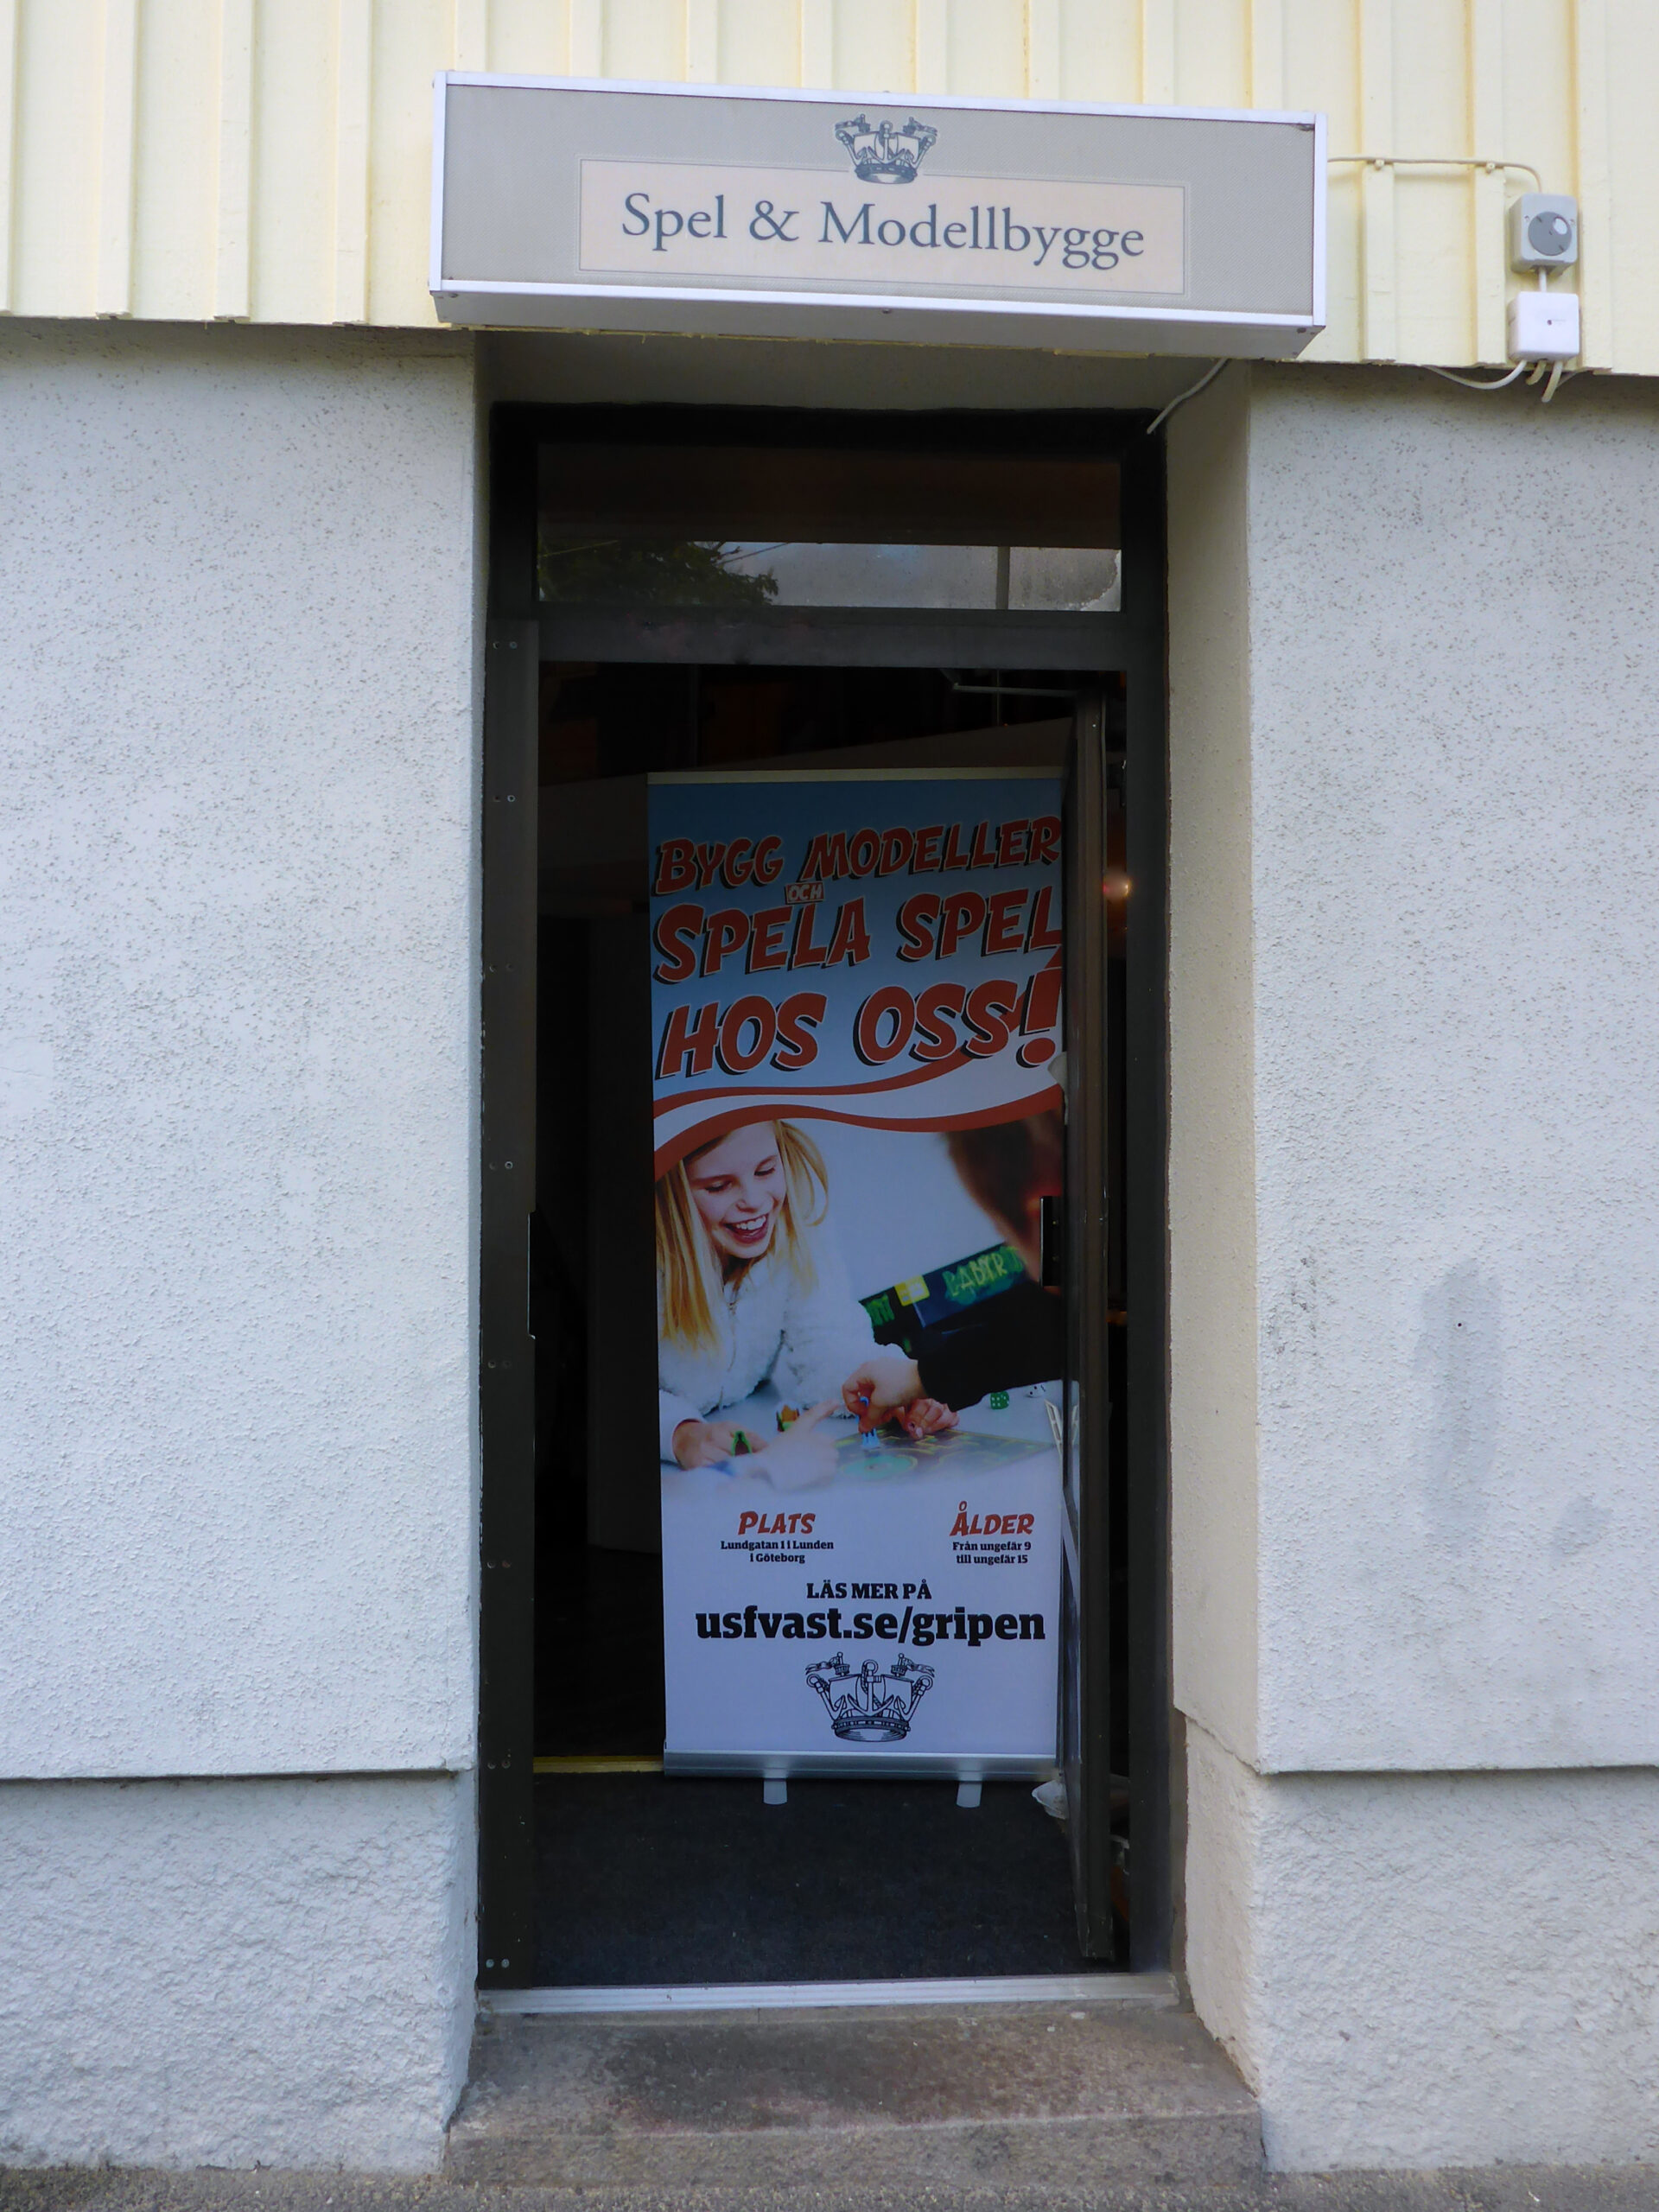 Spel & Modellbygge
BYGG MODELLER
OCH
SPELA SPEL
HOS OSS!
PLATS
Lundgatan 1 i Lunden
i Göteborg
ÅLDER
Från ungefär 9
till ungefär 15
LÄS MER PÅ
usfvast.se/gripen